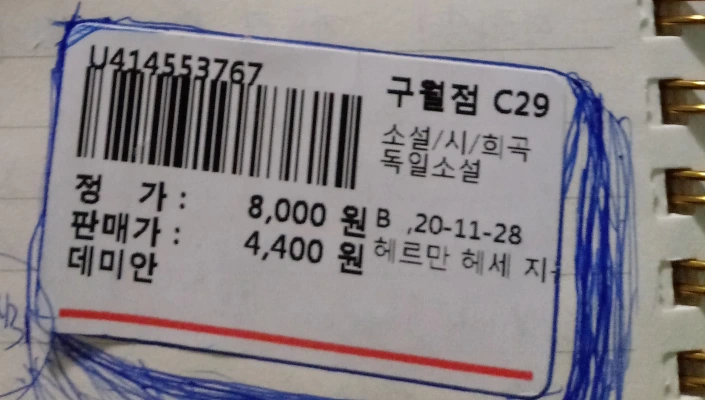 U414553767
구월점 C29
소설/시/희곡
독일소설
정 가 : 8,000 원
B ,20-11-28
판매가 : 4,400 원
헤르만 헤세
데미안